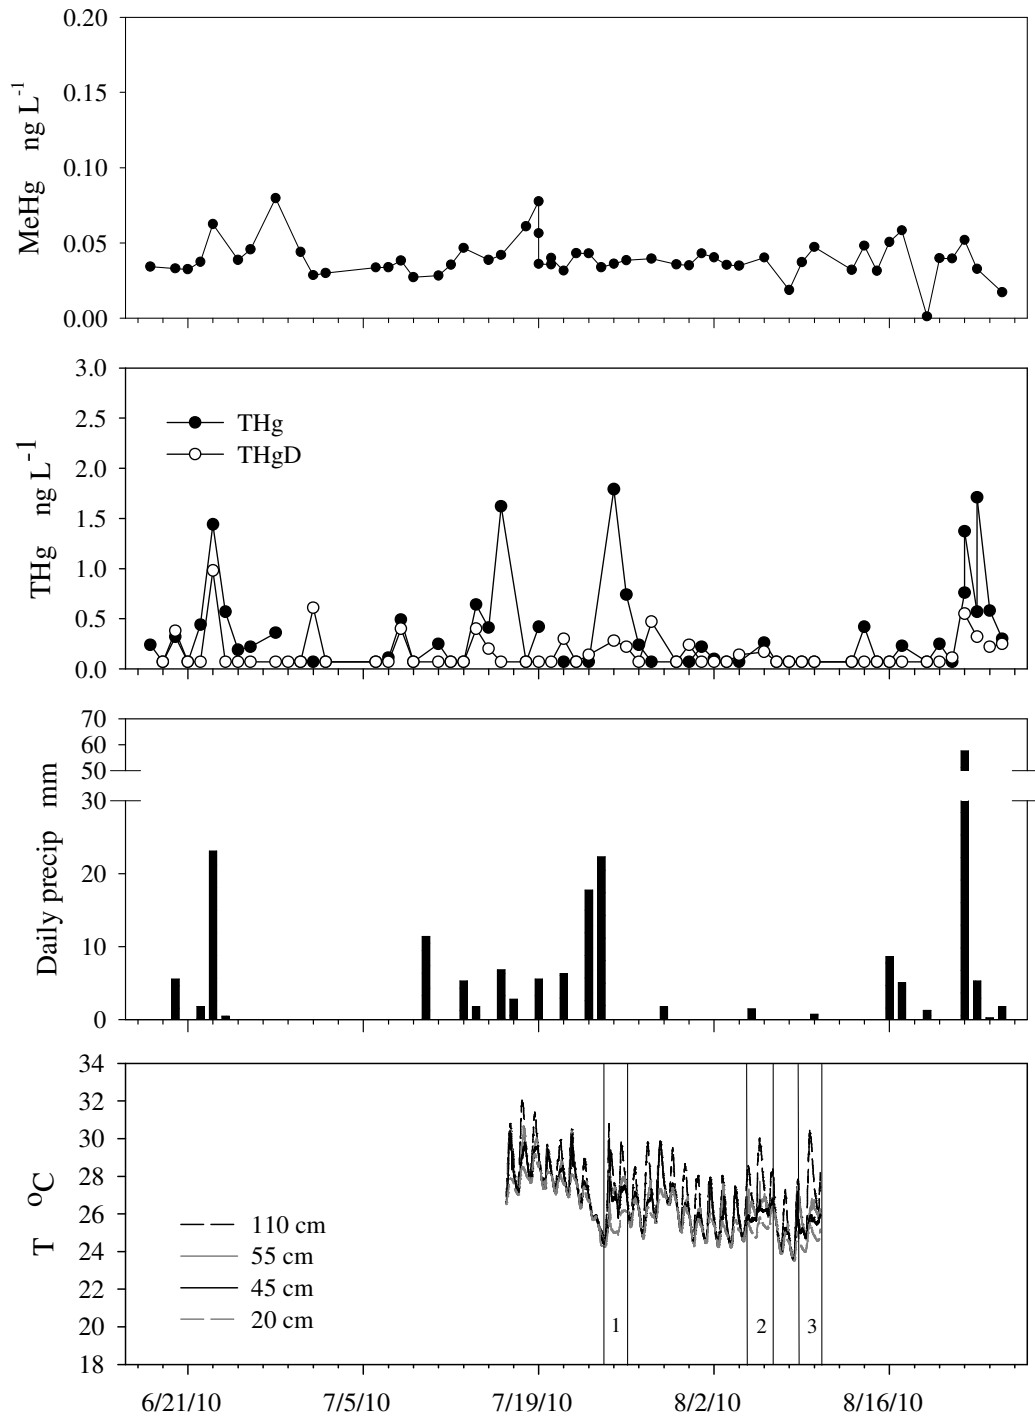 MeHg ng L-1
0.20
0.15
0.10
0.05
0.00
THg ng L-1
3.0
2.5
2.0
1.5
1.0
0.5
0.0
THg
THgD
Daily precip mm
70
60
50
30
20
10
0
T oC
34
32
30
28
26
24
22
20
18
110 cm
55 cm
45 cm
20 cm
1
2
3
6/21/10 7/5/10 7/19/10 8/2/10 8/16/10